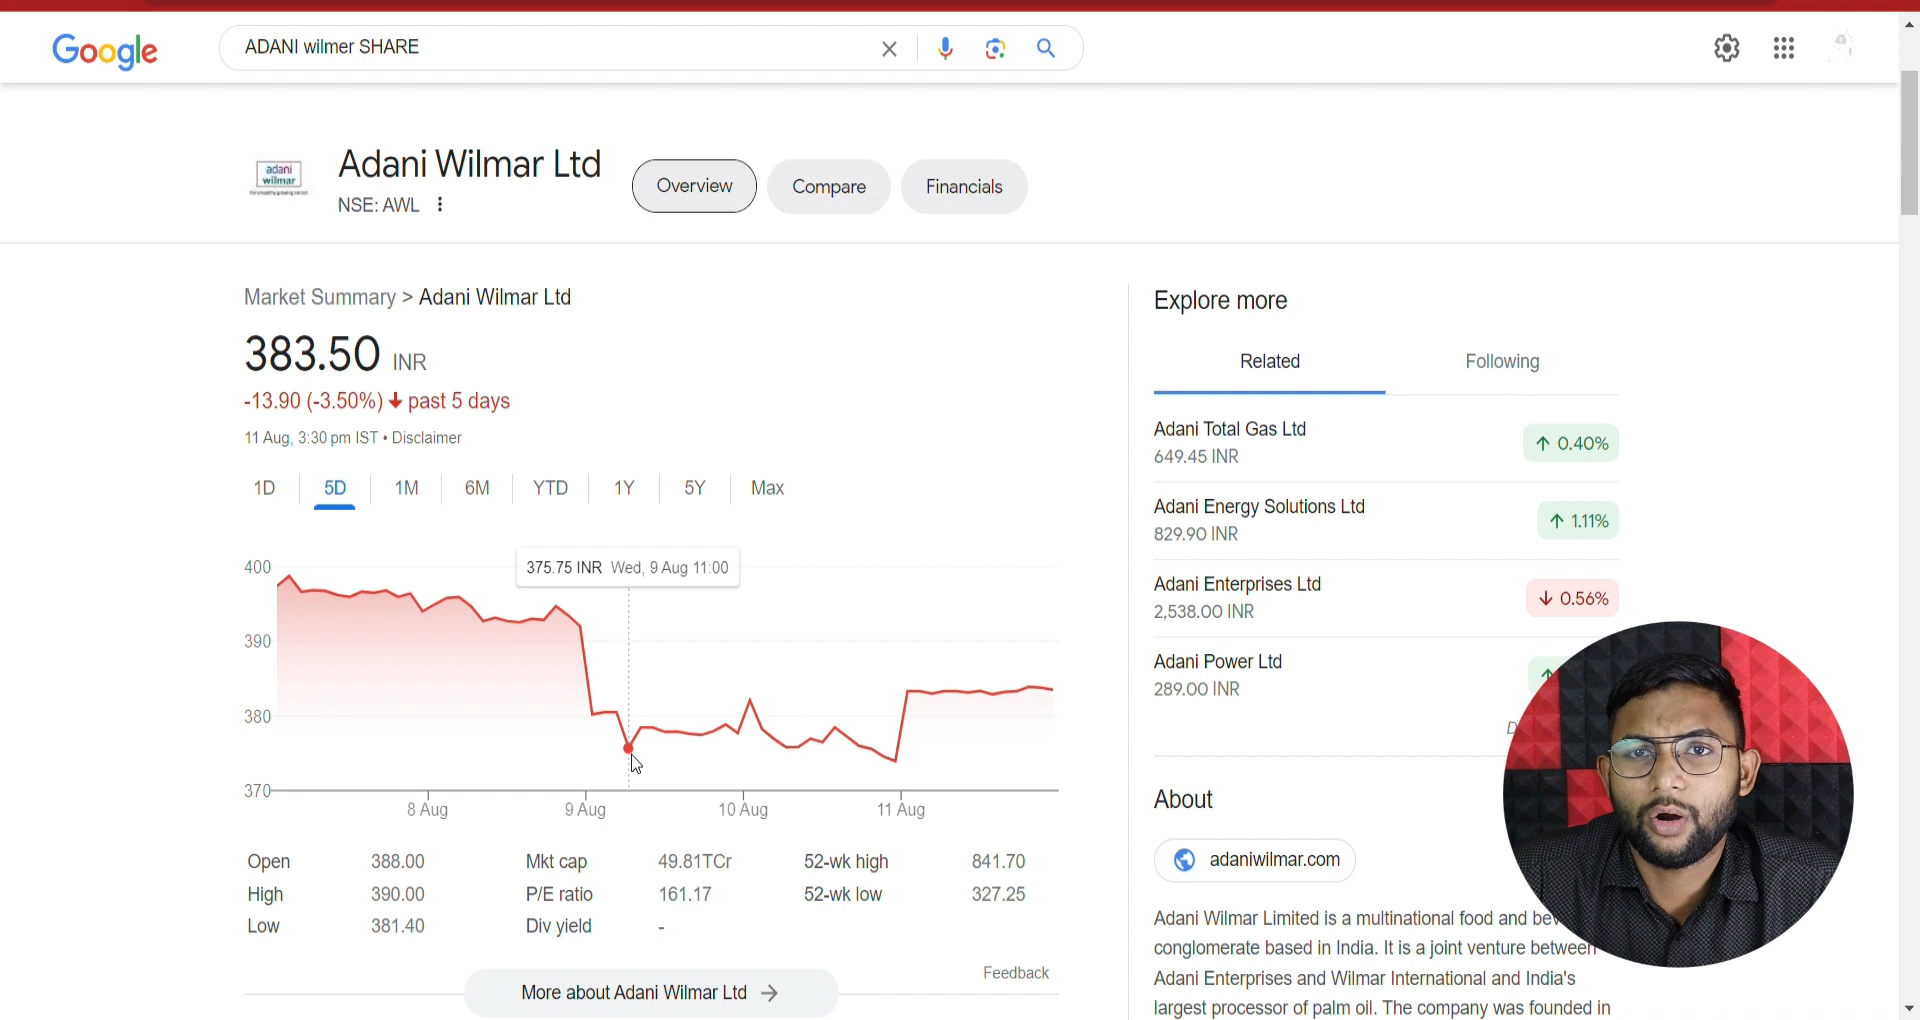 Google
ADANI wilmer SHARE
adani
wilmar
Adani Wilmar Ltd
NSE: AWL
Overview
Compare
Financials
Market Summary > Adani Wilmar Ltd
383.50 INR
-13.90 (-3.50%) past 5 days
11 Aug, 3:30 pm IST • Disclaimer
1D 5D 1M 6M YTD 1Y 5Y Max
375.75 INR Wed, 9 Aug 11:00
400
390
380
370
8 Aug 9 Aug 10 Aug 11 Aug
Open 388.00 Mkt cap 49.81TCr 52-wk high 841.70
High 390.00 P/E ratio 161.17 52-wk low 327.25
Low 381.40 Div yield -
Feedback
More about Adani Wilmar Ltd
Explore more
Related Following
Adani Total Gas Ltd
649.45 INR
0.40%
Adani Energy Solutions Ltd
829.90 INR
1.11%
Adani Enterprises Ltd
2,538.00 INR
0.56%
Adani Power Ltd
289.00 INR
About
adaniwilmar.com
Adani Wilmar Limited is a multinational food and
conglomerate based in India. It is a joint venture between
Adani Enterprises and Wilmar International and India's
largest processor of palm oil. The company was founded in